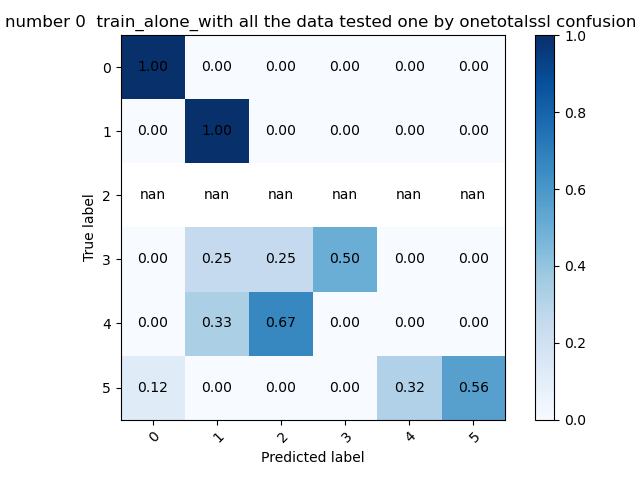 number 0  train_alone_with all the data tested one by onetotalssl confusion
0 1.00 0.00 0.00 0.00 0.00 0.00
1 0.00 1.00 0.00 0.00 0.00 0.00
2 nan nan nan nan nan nan
3 0.00 0.25 0.25 0.50 0.00 0.00
4 0.00 0.33 0.67 0.00 0.00 0.00
5 0.12 0.00 0.00 0.00 0.32 0.56
0 1 2 3 4 5
True label
Predicted label
1.0
0.8
0.6
0.4
0.2
0.0